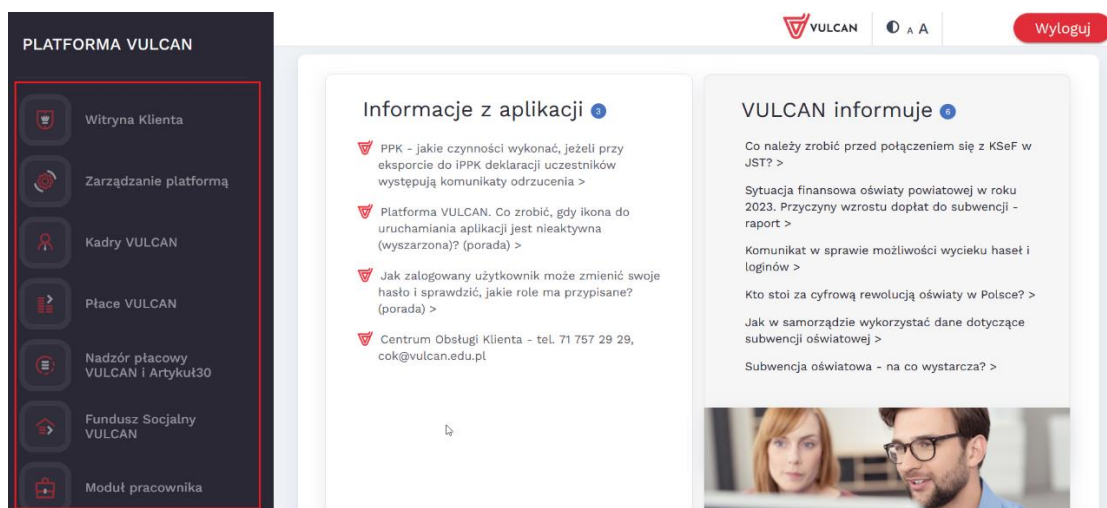 PLATFORMA VULCAN
Witryna Klienta
Zarządzanie platformą
Kadry VULCAN
Płace VULCAN
Nadzór płacowy
VULCAN i Artykuł30
Fundusz Socjalny
VULCAN
Moduł pracownika
VULCAN
A A
Wyloguj
Informacje z aplikacji 3
PPK - jakie czynności wykonać, jeżeli przy
eksporcie do iPPK deklaracji uczestników
występują komunikaty odrzucenia >
Platforma VULCAN. Co zrobić, gdy ikona do
uruchamiania aplikacji jest nieaktywna
(wyszarzona)? (porada) >
Jak zalogowany użytkownik może zmienić swoje
hasło i sprawdzić, jakie role ma przypisane?
(porada) >
Centrum Obsługi Klienta - tel. 71 757 29 29,
cok@vulcan.edu.pl
VULCAN informuje 6
Co należy zrobić przed połączeniem się z KSeF w
JST? >
Sytuacja finansowa oświaty powiatowej w roku
2023. Przyczyny wzrostu dopłat do subwencji -
raport >
Komunikat w sprawie możliwości wycieku haseł i
loginów >
Kto stoi za cyfrową rewolucją oświaty w Polsce? >
Jak w samorządzie wykorzystać dane dotyczące
subwencji oświatowej >
Subwencja oświatowa - na co wystarcza? >